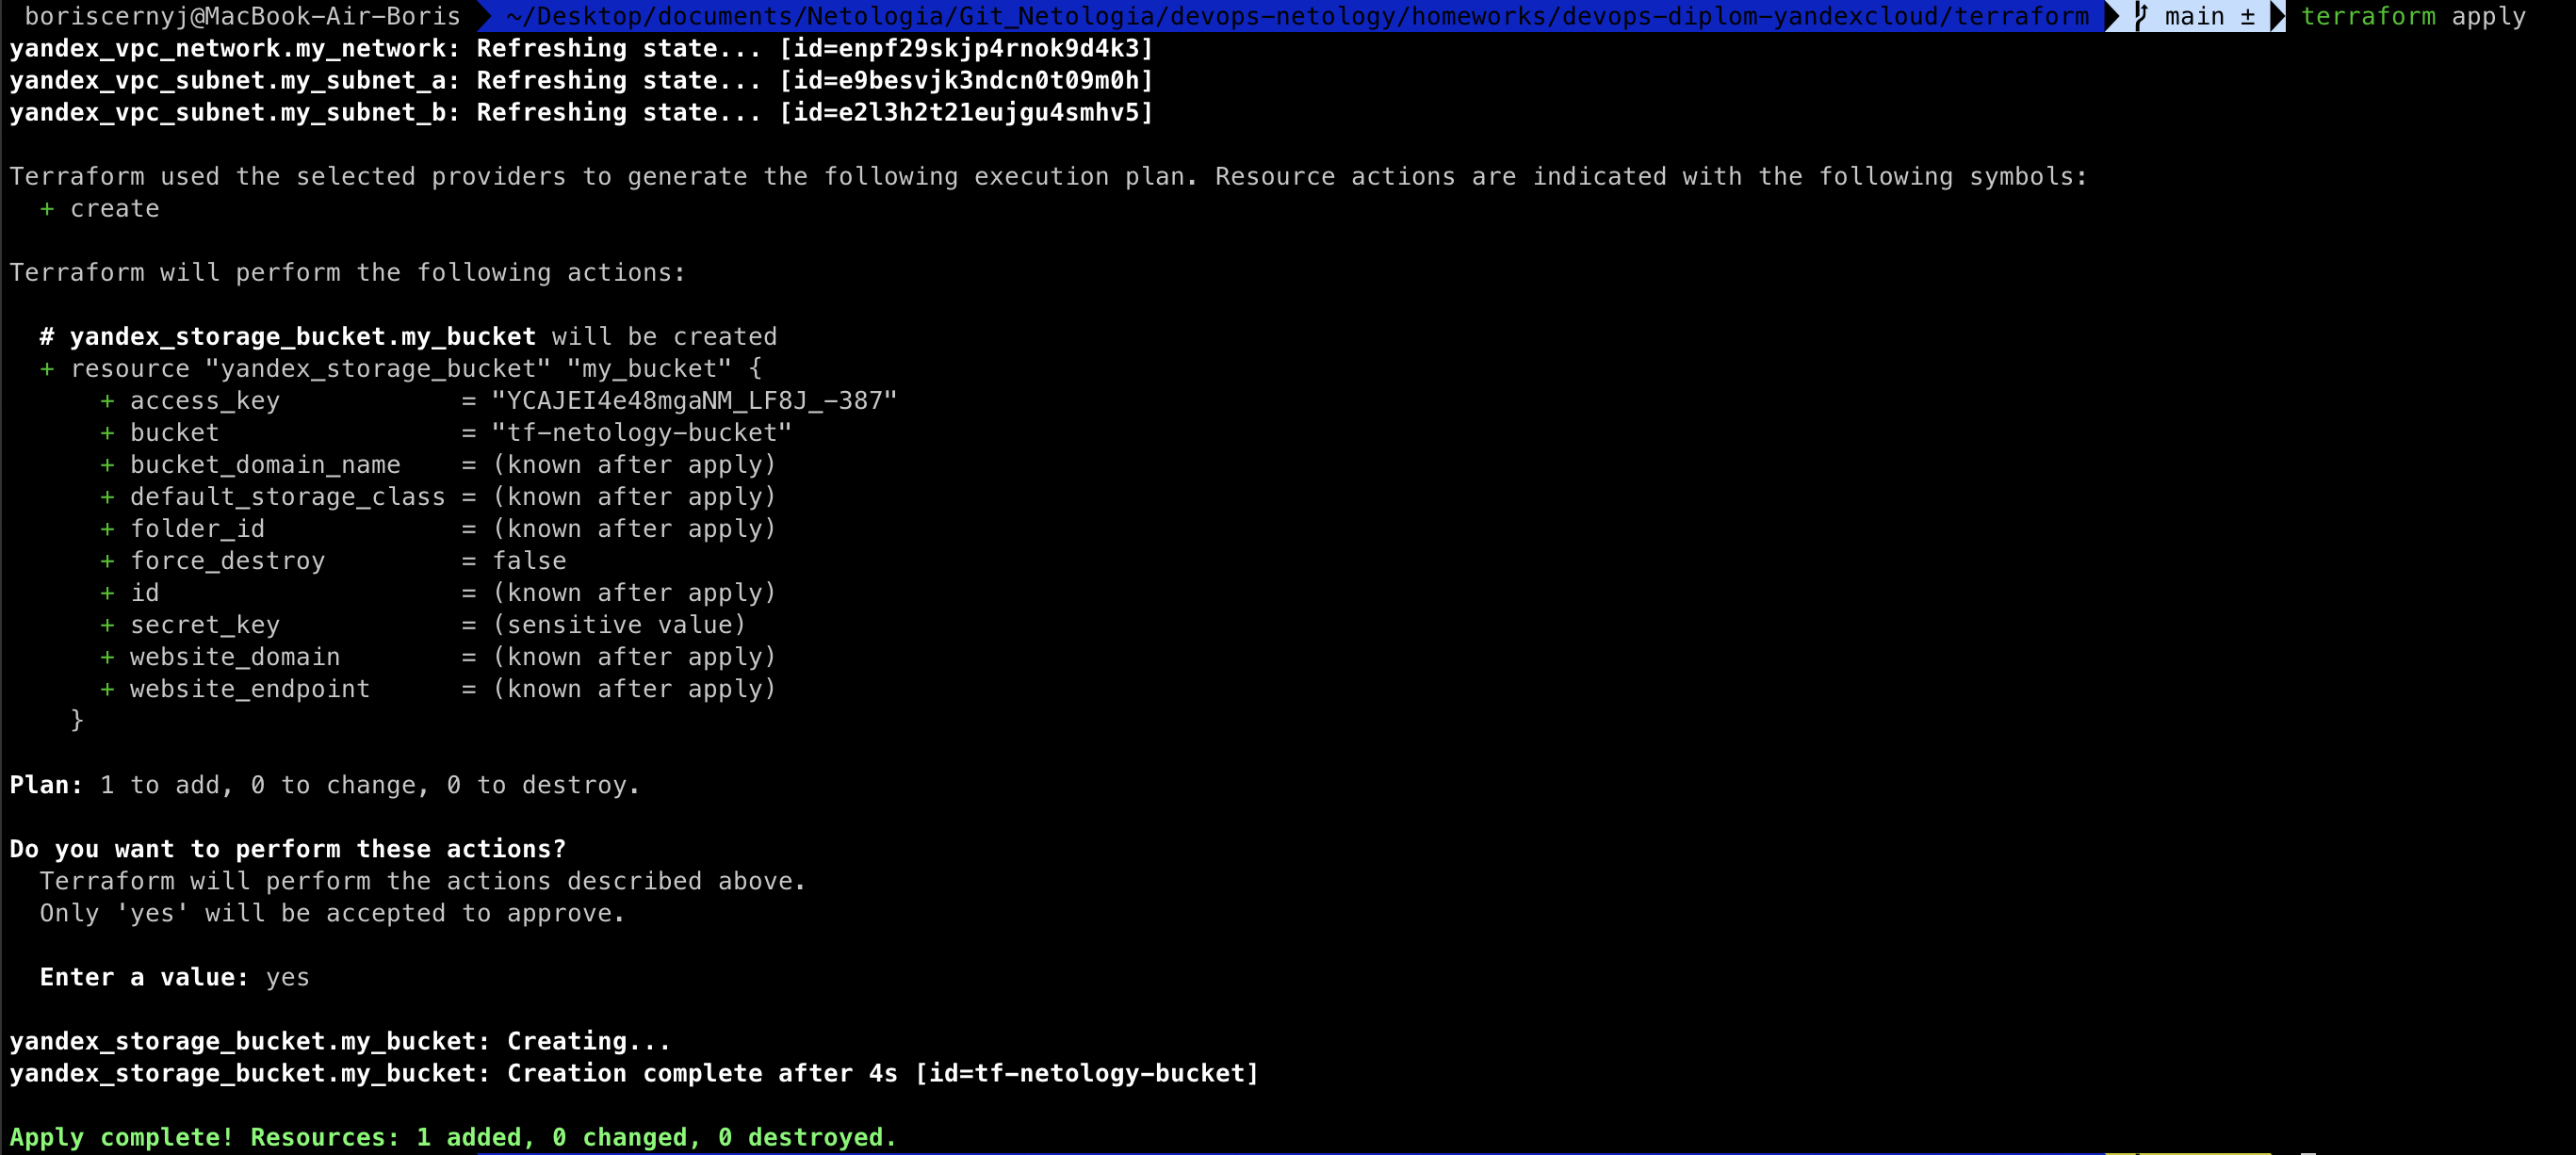 boriscernyj@MacBook-Air-Boris ~/Desktop/documents/Netologia/Git_Netologia/devops-netology/homeworks/devops-diplom-yandexcloud/terraform main ± terraform apply
yandex_vpc_network.my_network: Refreshing state... [id=enpf29skjp4rnok9d4k3]
yandex_vpc_subnet.my_subnet_a: Refreshing state... [id=e9besvjk3ndcn0t09m0h]
yandex_vpc_subnet.my_subnet_b: Refreshing state... [id=e2l3h2t21eujgu4smhv5]
Terraform used the selected providers to generate the following execution plan. Resource actions are indicated with the following symbols:
+ create
Terraform will perform the following actions:
# yandex_storage_bucket.my_bucket will be created
+ resource "yandex_storage_bucket" "my_bucket" {
+ access_key = "YCAJEI4e48mgaNM_LF8J_-387"
+ bucket = "tf-netology-bucket"
+ bucket_domain_name = (known after apply)
+ default_storage_class = (known after apply)
+ folder_id = (known after apply)
+ force_destroy = false
+ id = (known after apply)
+ secret_key = (sensitive value)
+ website_domain = (known after apply)
+ website_endpoint = (known after apply)
}
Plan: 1 to add, 0 to change, 0 to destroy.
Do you want to perform these actions?
Terraform will perform the actions described above.
Only 'yes' will be accepted to approve.
Enter a value: yes
yandex_storage_bucket.my_bucket: Creating...
yandex_storage_bucket.my_bucket: Creation complete after 4s [id=tf-netology-bucket]
Apply complete! Resources: 1 added, 0 changed, 0 destroyed.